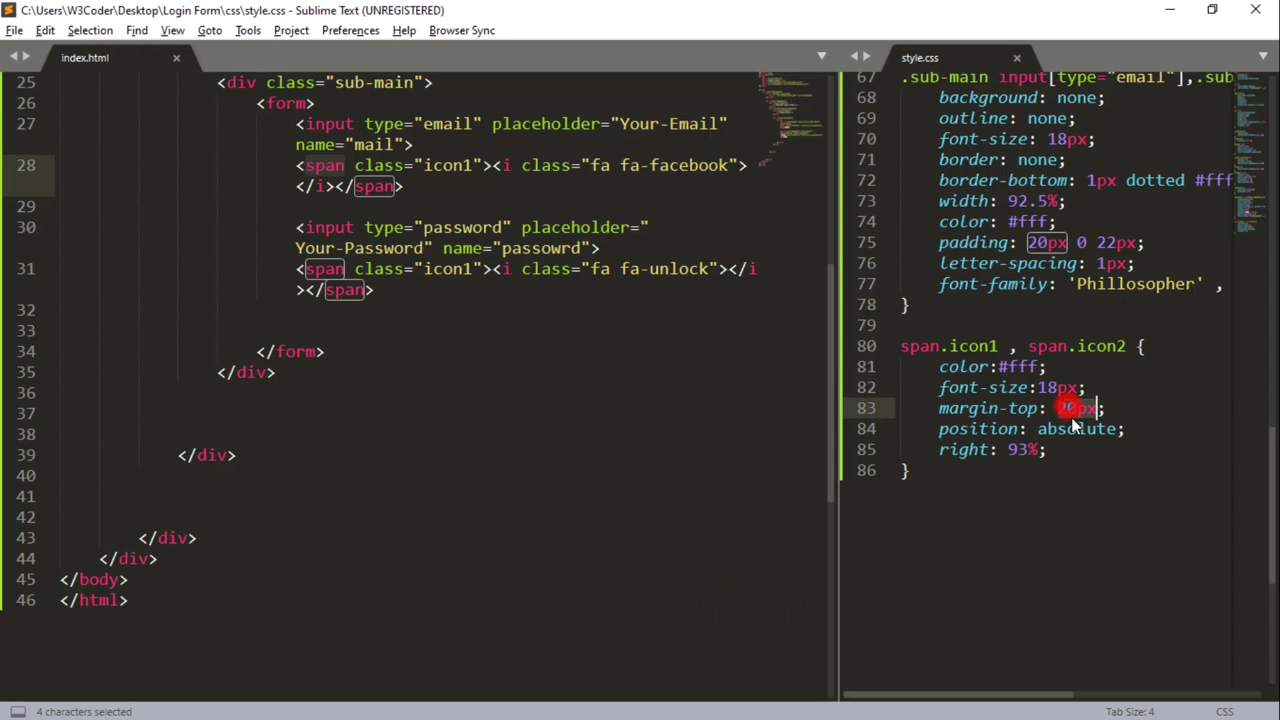 C:\Users\W3Coder\Desktop\Login Form\css\style.css - Sublime Text (UNREGISTERED)
File Edit Selection Find View Goto Tools Project Preferences Help Browser Sync
index.html
25 <div class="sub-main">
26 <form>
27 <input type="email" placeholder="Your-Email"
name="mail">
28 <span class="icon1"><i class="fa fa-facebook">
</i></span>
29
30 <input type="password" placeholder="
Your-Password" name="passowrd">
31 <span class="icon1"><i class="fa fa-unlock"></i
></span>
32
33
34 </form>
35 </div>
36
37
38
39 </div>
40
41
42
43 </div>
44 </div>
45 </body>
46 </html>
style.css
67 .sub-main input[type="email"],.sub
68 background: none;
69 outline: none;
70 font-size: 18px;
71 border: none;
72 border-bottom: 1px dotted #fff
73 width: 92.5%;
74 color: #fff;
75 padding: 20px 0 22px;
76 letter-spacing: 1px;
77 font-family: 'Phillosopher' ,
78 }
79
80 span.icon1 , span.icon2 {
81 color:#fff;
82 font-size:18px;
83 margin-top: 20px;
84 position: absolute;
85 right: 93%;
86 }
4 characters selected
Tab Size: 4
CSS